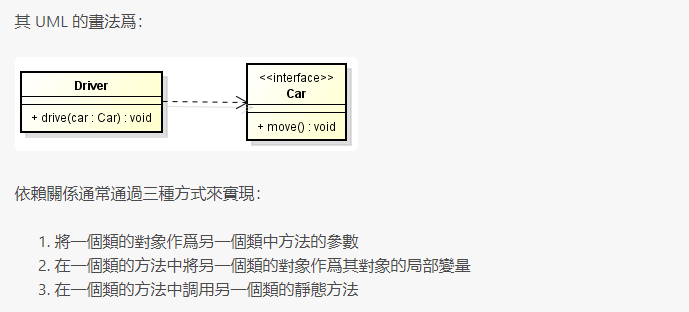 其 UML 的畫法爲：
Driver
+ drive(car : Car) : void
<<interface>>
Car
+ move() : void
依賴關係通常通過三種方式來實現：
1. 將一個類的對象作爲另一個類中方法的參數
2. 在一個類的方法中將另一個類的對象作爲其對象的局部變量
3. 在一個類的方法中調用另一個類的靜態方法